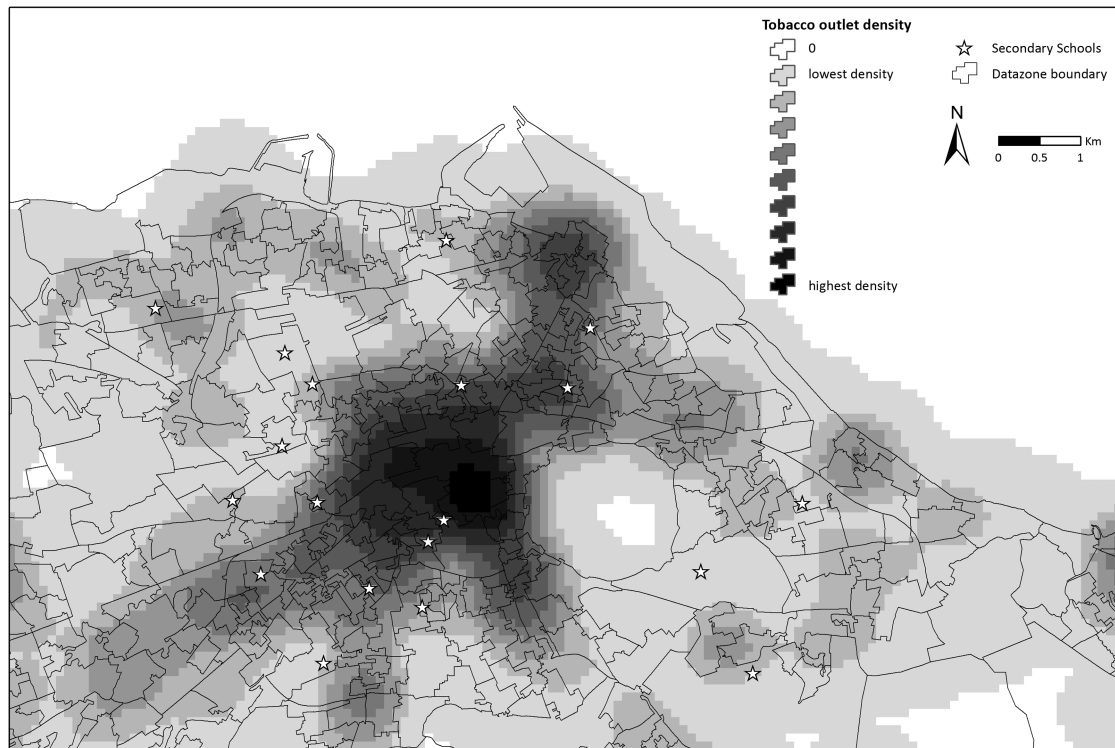 Tobacco outlet density
0
lowest density
highest density
Secondary Schools
Datazone boundary
N
Km
0 0.5 1